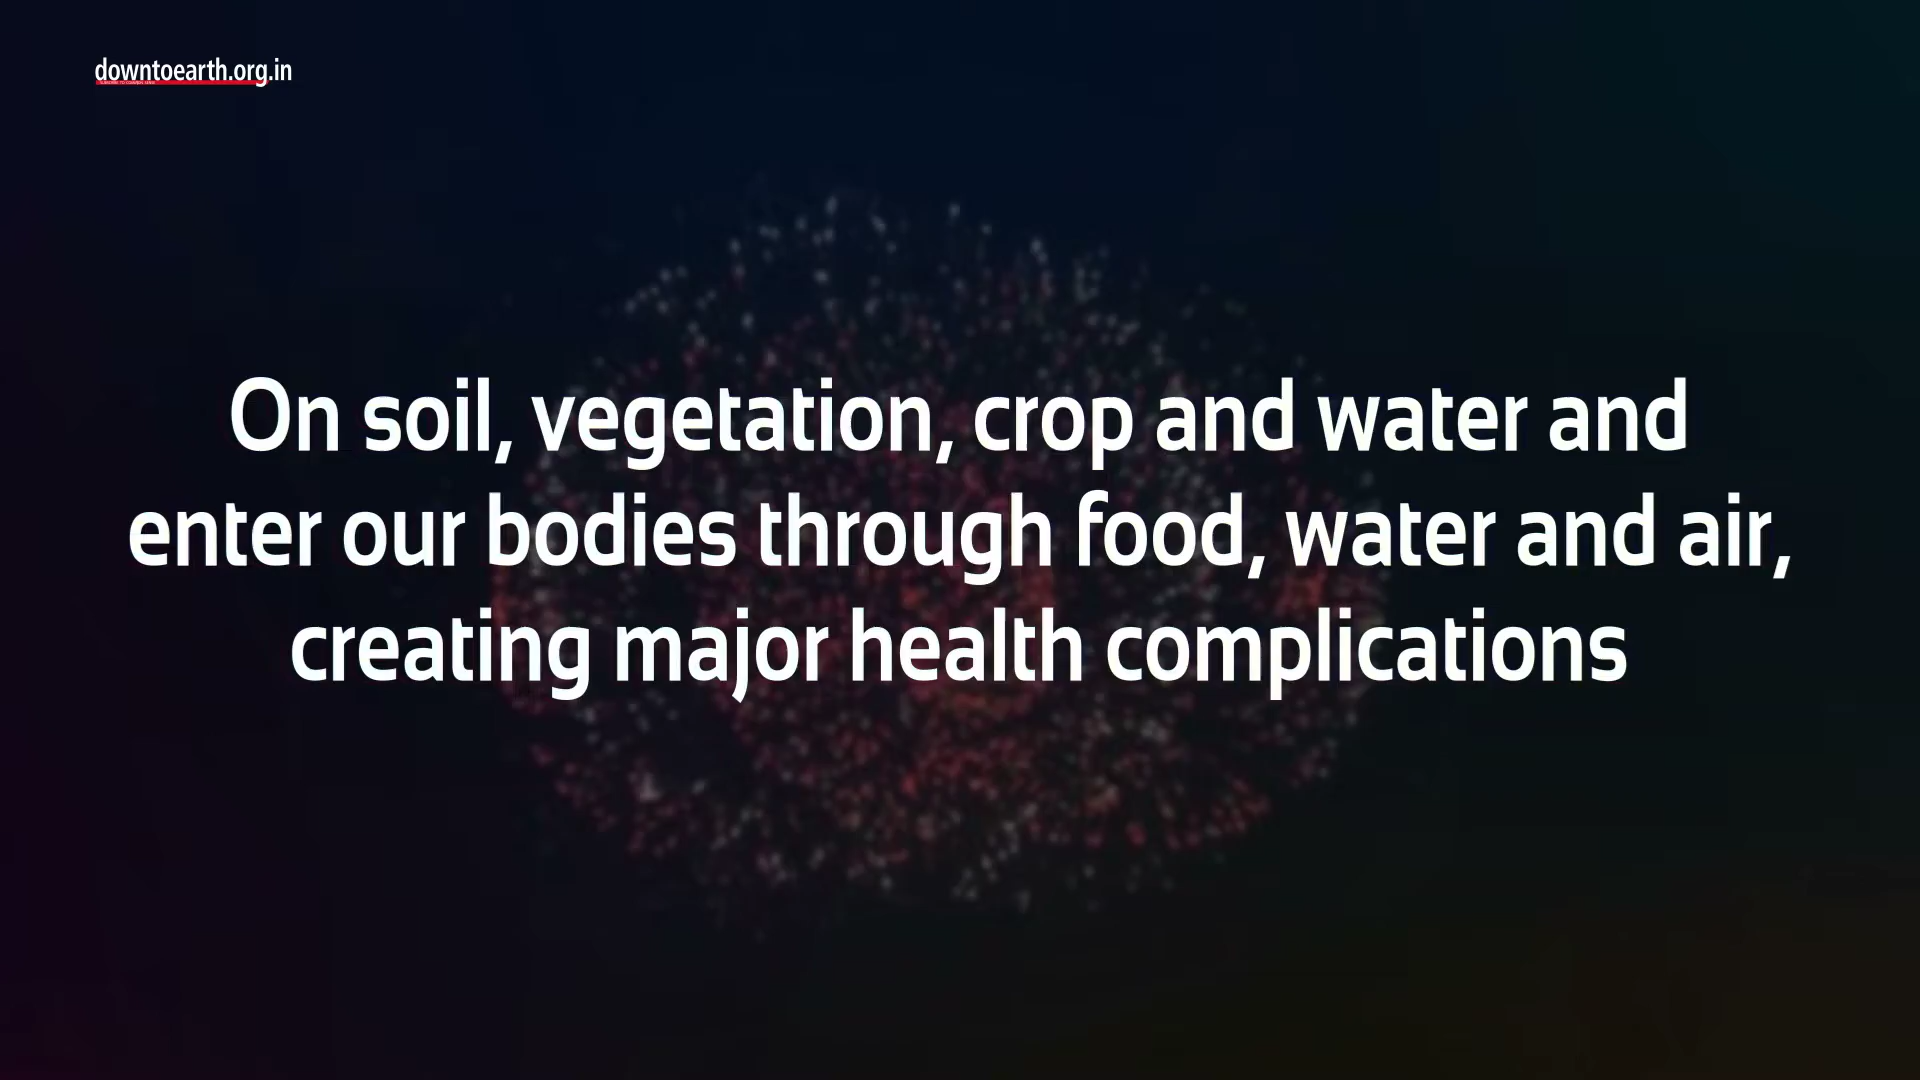 downtoearth.org.in
On soil, vegetation, crop and water and
enter our bodies through food, water and air,
creating major health complications